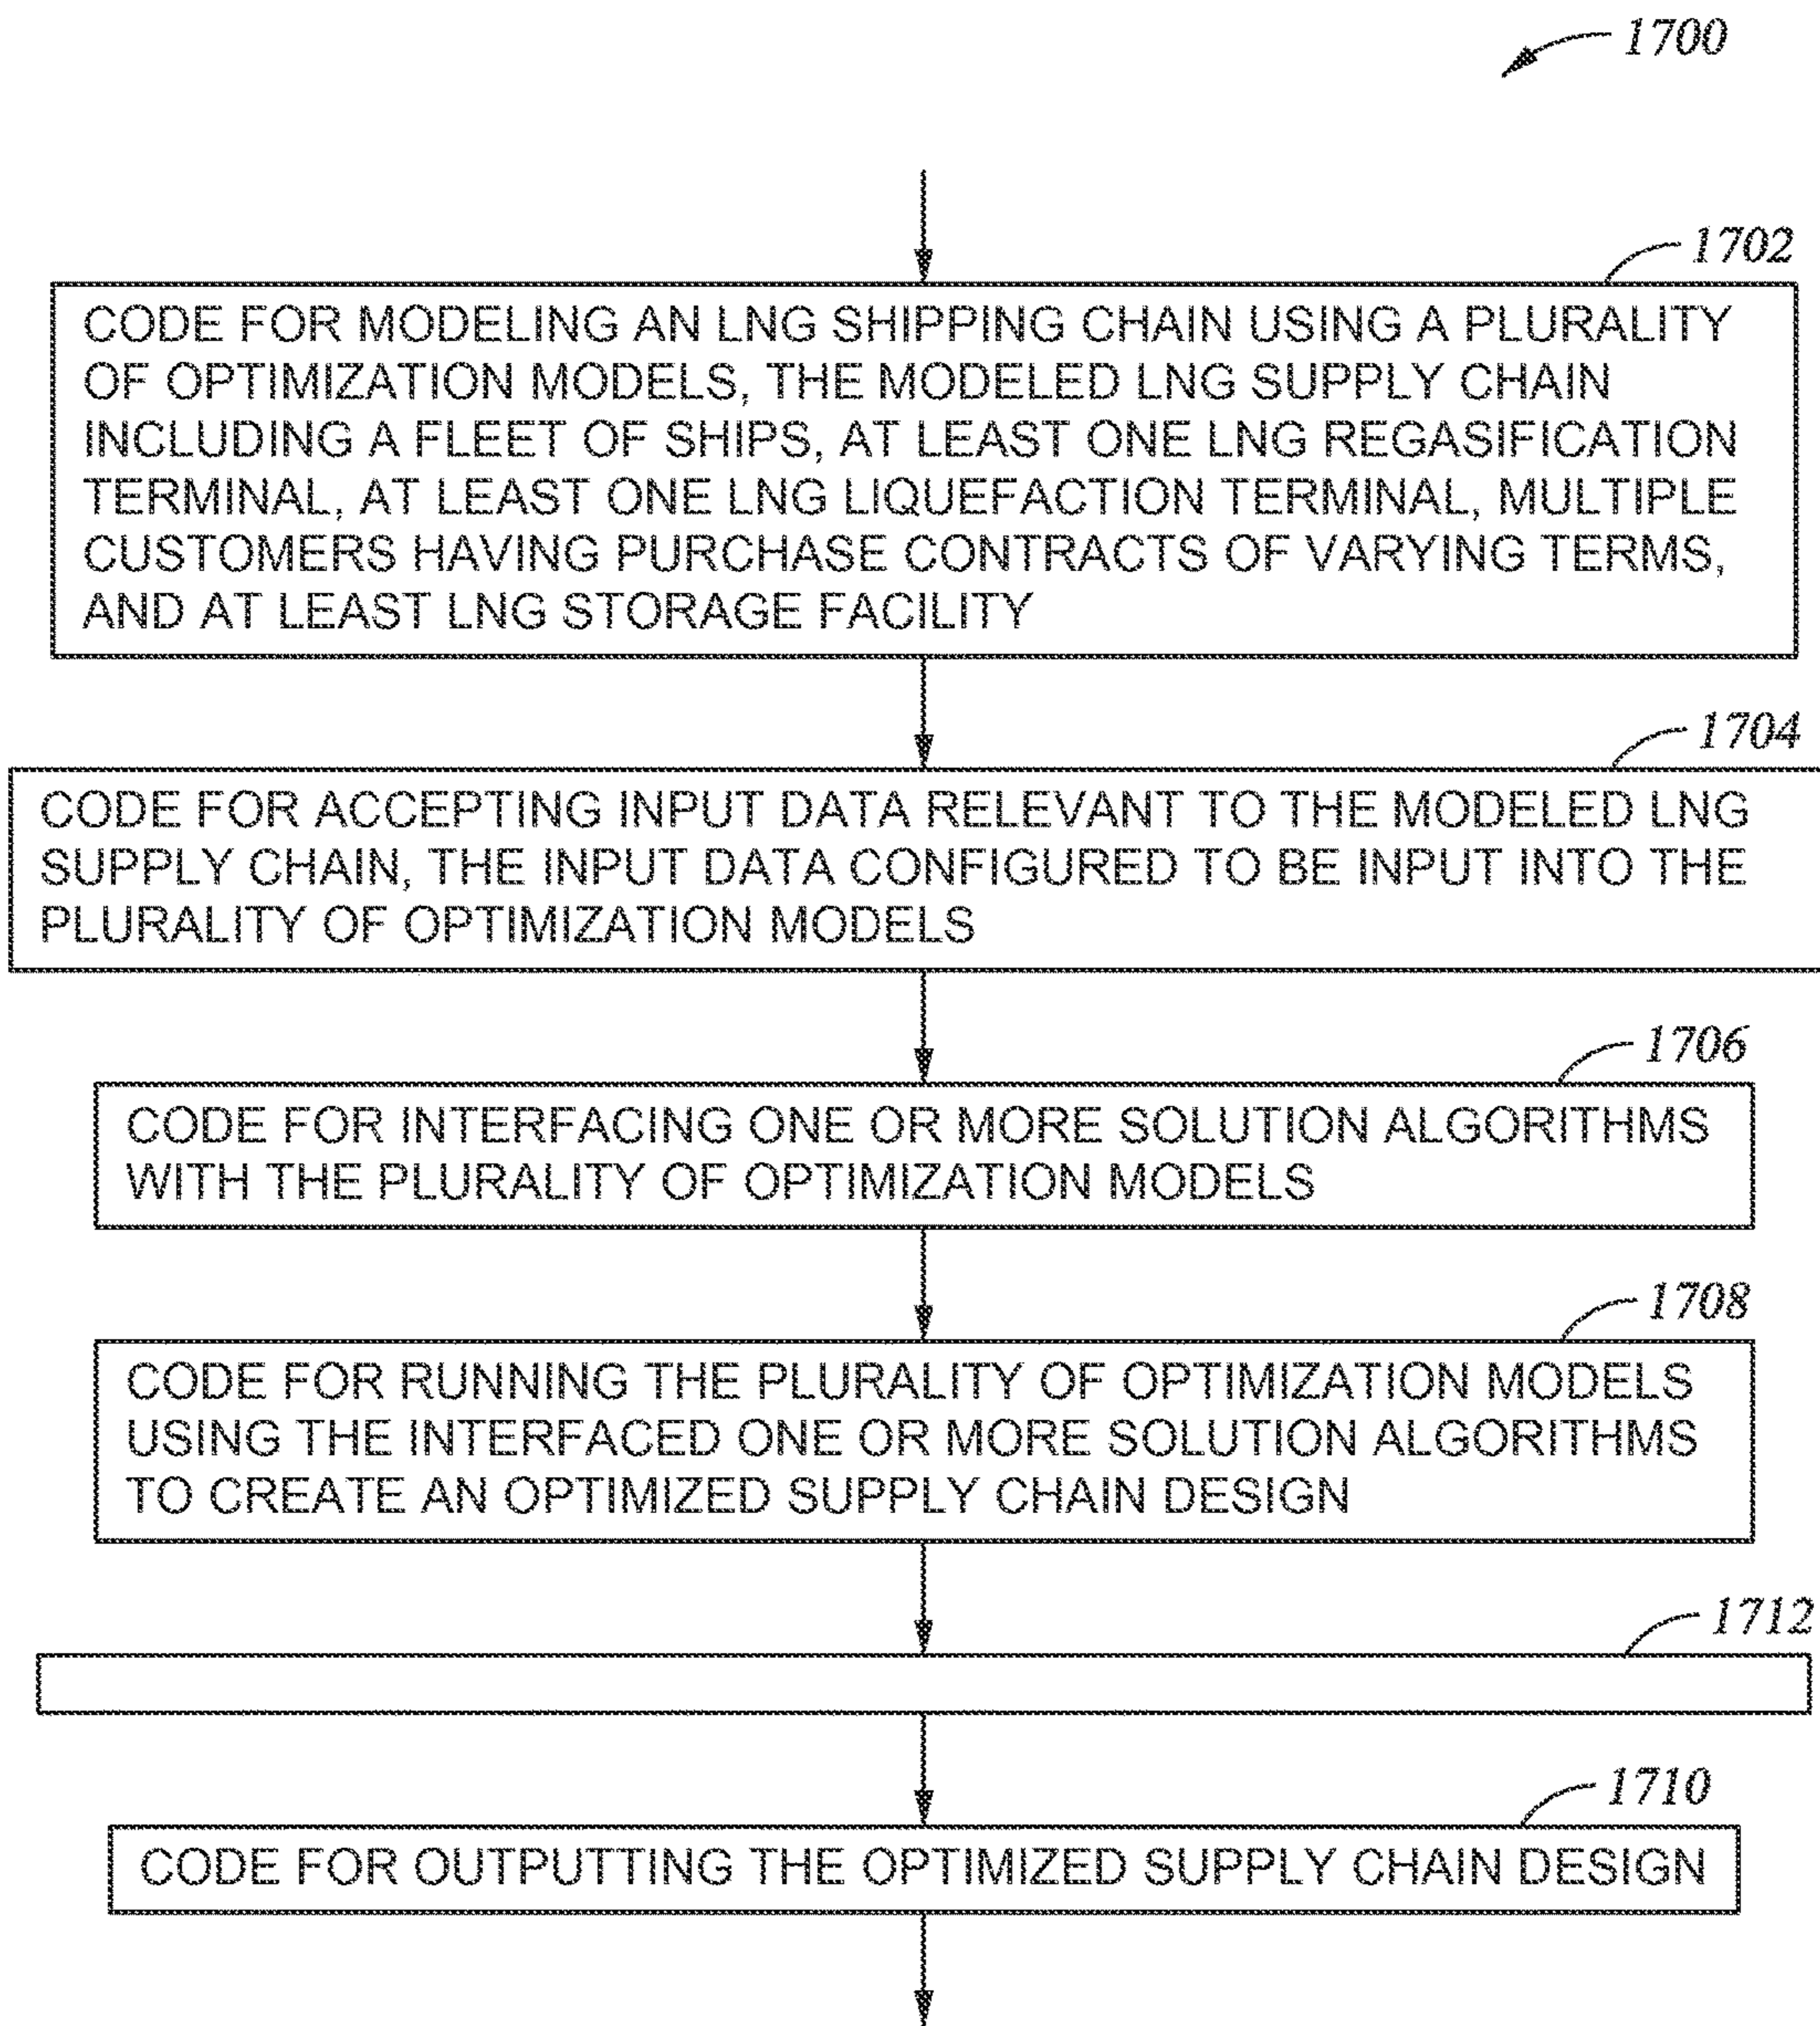 1700
1702
CODE FOR MODELING AN LNG SHIPPING CHAIN USING A PLURALITY
OF OPTIMIZATION MODELS, THE MODELED LNG SUPPLY CHAIN
INCLUDING A FLEET OF SHIPS, AT LEAST ONE LNG REGASIFICATION
TERMINAL, AT LEAST ONE LNG LIQUEFACTION TERMINAL, MULTIPLE
CUSTOMERS HAVING PURCHASE CONTRACTS OF VARYING TERMS,
AND AT LEAST LNG STORAGE FACILITY
1704
CODE FOR ACCEPTING INPUT DATA RELEVANT TO THE MODELED LNG
SUPPLY CHAIN, THE INPUT DATA CONFIGURED TO BE INPUT INTO THE
PLURALITY OF OPTIMIZATION MODELS
1706
CODE FOR INTERFACING ONE OR MORE SOLUTION ALGORITHMS
WITH THE PLURALITY OF OPTIMIZATION MODELS
1708
CODE FOR RUNNING THE PLURALITY OF OPTIMIZATION MODELS
USING THE INTERFACED ONE OR MORE SOLUTION ALGORITHMS
TO CREATE AN OPTIMIZED SUPPLY CHAIN DESIGN
1712
1710
CODE FOR OUTPUTTING THE OPTIMIZED SUPPLY CHAIN DESIGN